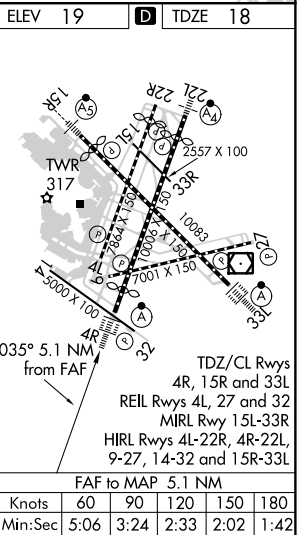 ELEV 19 D TDZE 18
15R
A5
P
15L
P
22R
P
22L
A4
2557 X 100
33R
TWR
317
P
7864 X 150
10005 X 150
10083
P
27
4L
9
7001 X 150
P
A
33L
14
5000 X 100
A
4R
P
32
035° 5.1 NM
from FAF
TDZ/CL Rwys
4R, 15R and 33L
REIL Rwys 4L, 27 and 32
MIRL Rwy 15L-33R
HIRL Rwys 4L-22R, 4R-22L,
9-27, 14-32 and 15R-33L
FAF to MAP 5.1 NM
Knots 60 90 120 150 180
Min:Sec 5:06 3:24 2:33 2:02 1:42